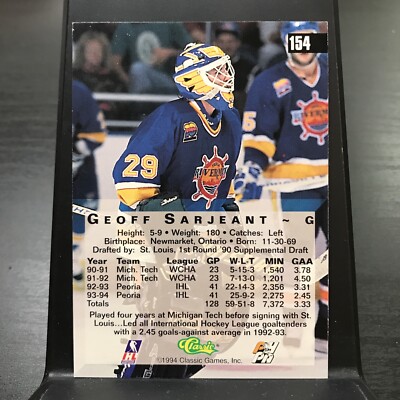 154
RIVERMEN
29
5
GEOFF SARJEANT ~ G
Height: 5-9 • Weight: 180 • Catches: Left
Birthplace: Newmarket, Ontario • Born: 11-30-69
Drafted by: St. Louis, 1st Round '90 Supplemental Draft
Year Team League GP W-L-T MIN GAA
90-91 Mich. Tech WCHA 23 5-15-3 1,540 3.78
91-92 Mich. Tech WCHA 23 7-13-0 1,201 4.50
92-93 Peoria IHL 41 22-14-3 2,356 3.31
93-94 Peoria IHL 41 25-9-2 2,275 2.45
Totals 128 59-51-8 7,372 3.33
Played four years at Michigan Tech before signing with St.
Louis...Led all International Hockey League goaltenders
with a 2.45 goals-against average in 1992-93.
Classic
©1994 Classic Games, Inc.